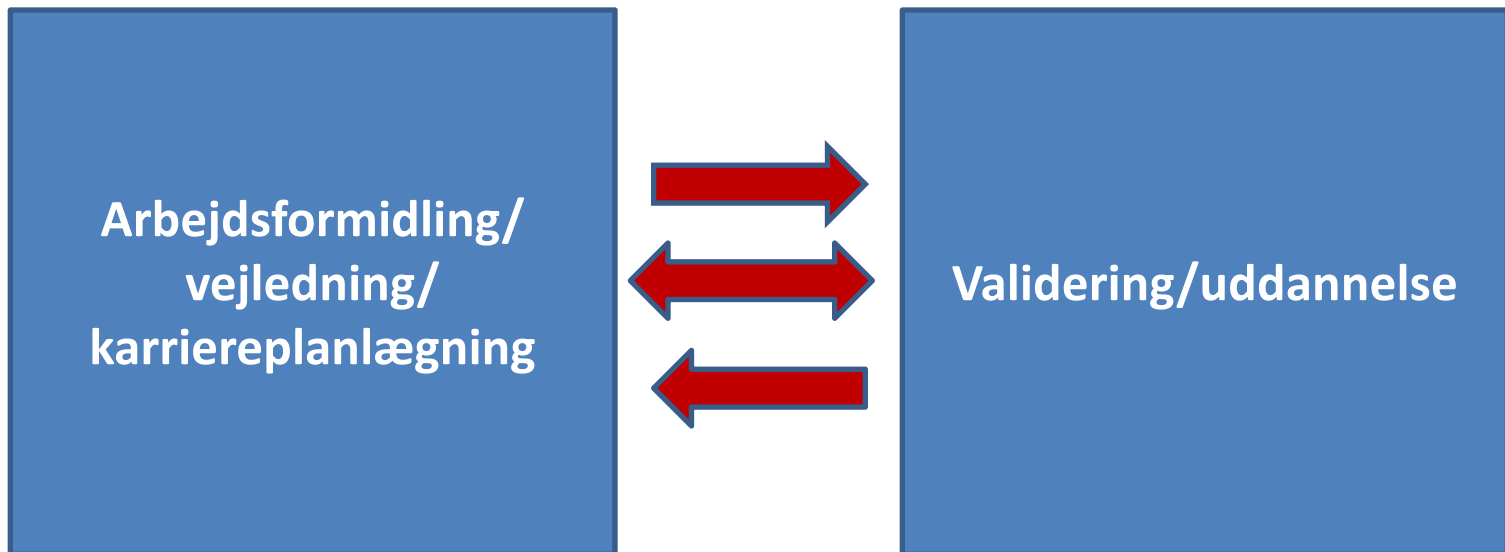 Arbejdsformidling/
vejledning/
karriereplanlægning
Validering/uddannelse